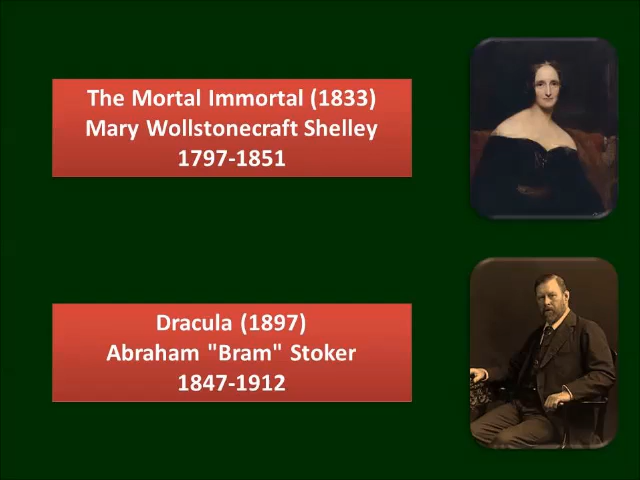 The Mortal Immortal (1833)
Mary Wollstonecraft Shelley
1797-1851
Dracula (1897)
Abraham "Bram" Stoker
1847-1912